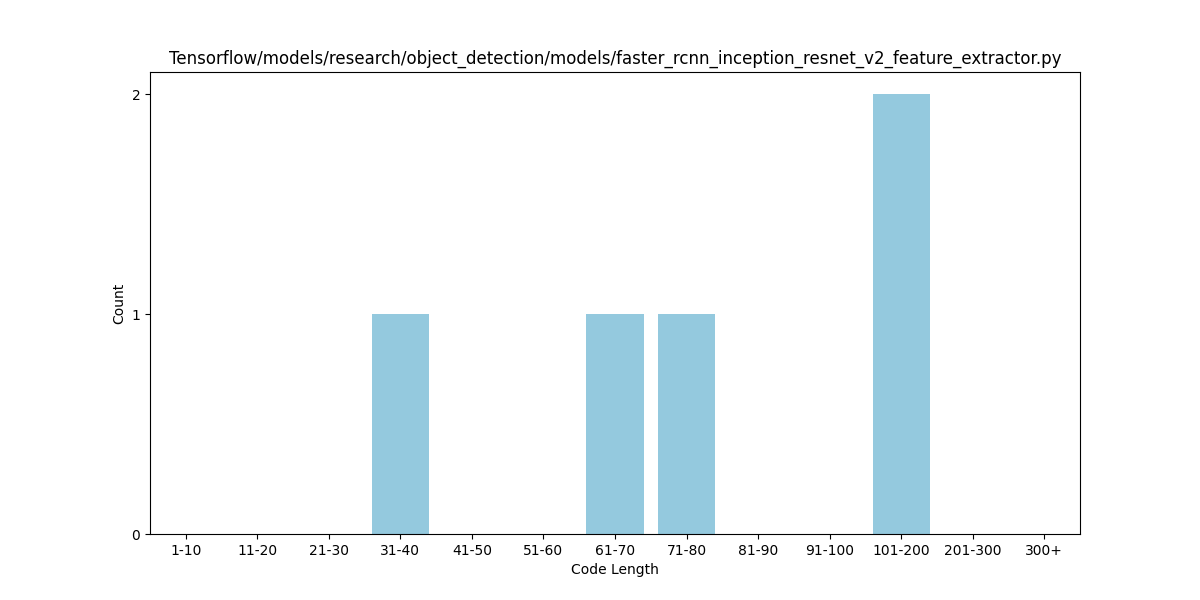 Tensorflow/models/research/object_detection/models/faster_rcnn_inception_resnet_v2_feature_extractor.py
Count
2
1
0
1-10 11-20 21-30 31-40 41-50 51-60 61-70 71-80 81-90 91-100 101-200 201-300 300+
Code Length